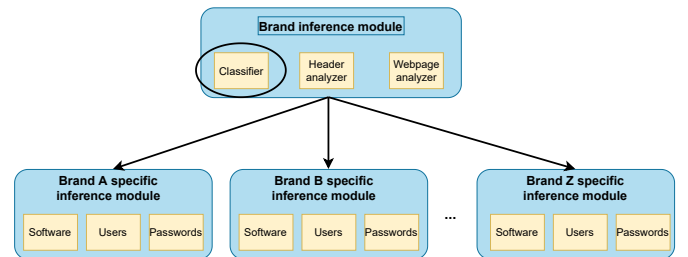 Brand inference module
Classifier
Header
analyzer
Webpage
analyzer
Brand A specific
inference module
Software
Users
Passwords
Brand B specific
inference module
Software
Users
Passwords
...
Brand Z specific
inference module
Software
Users
Passwords